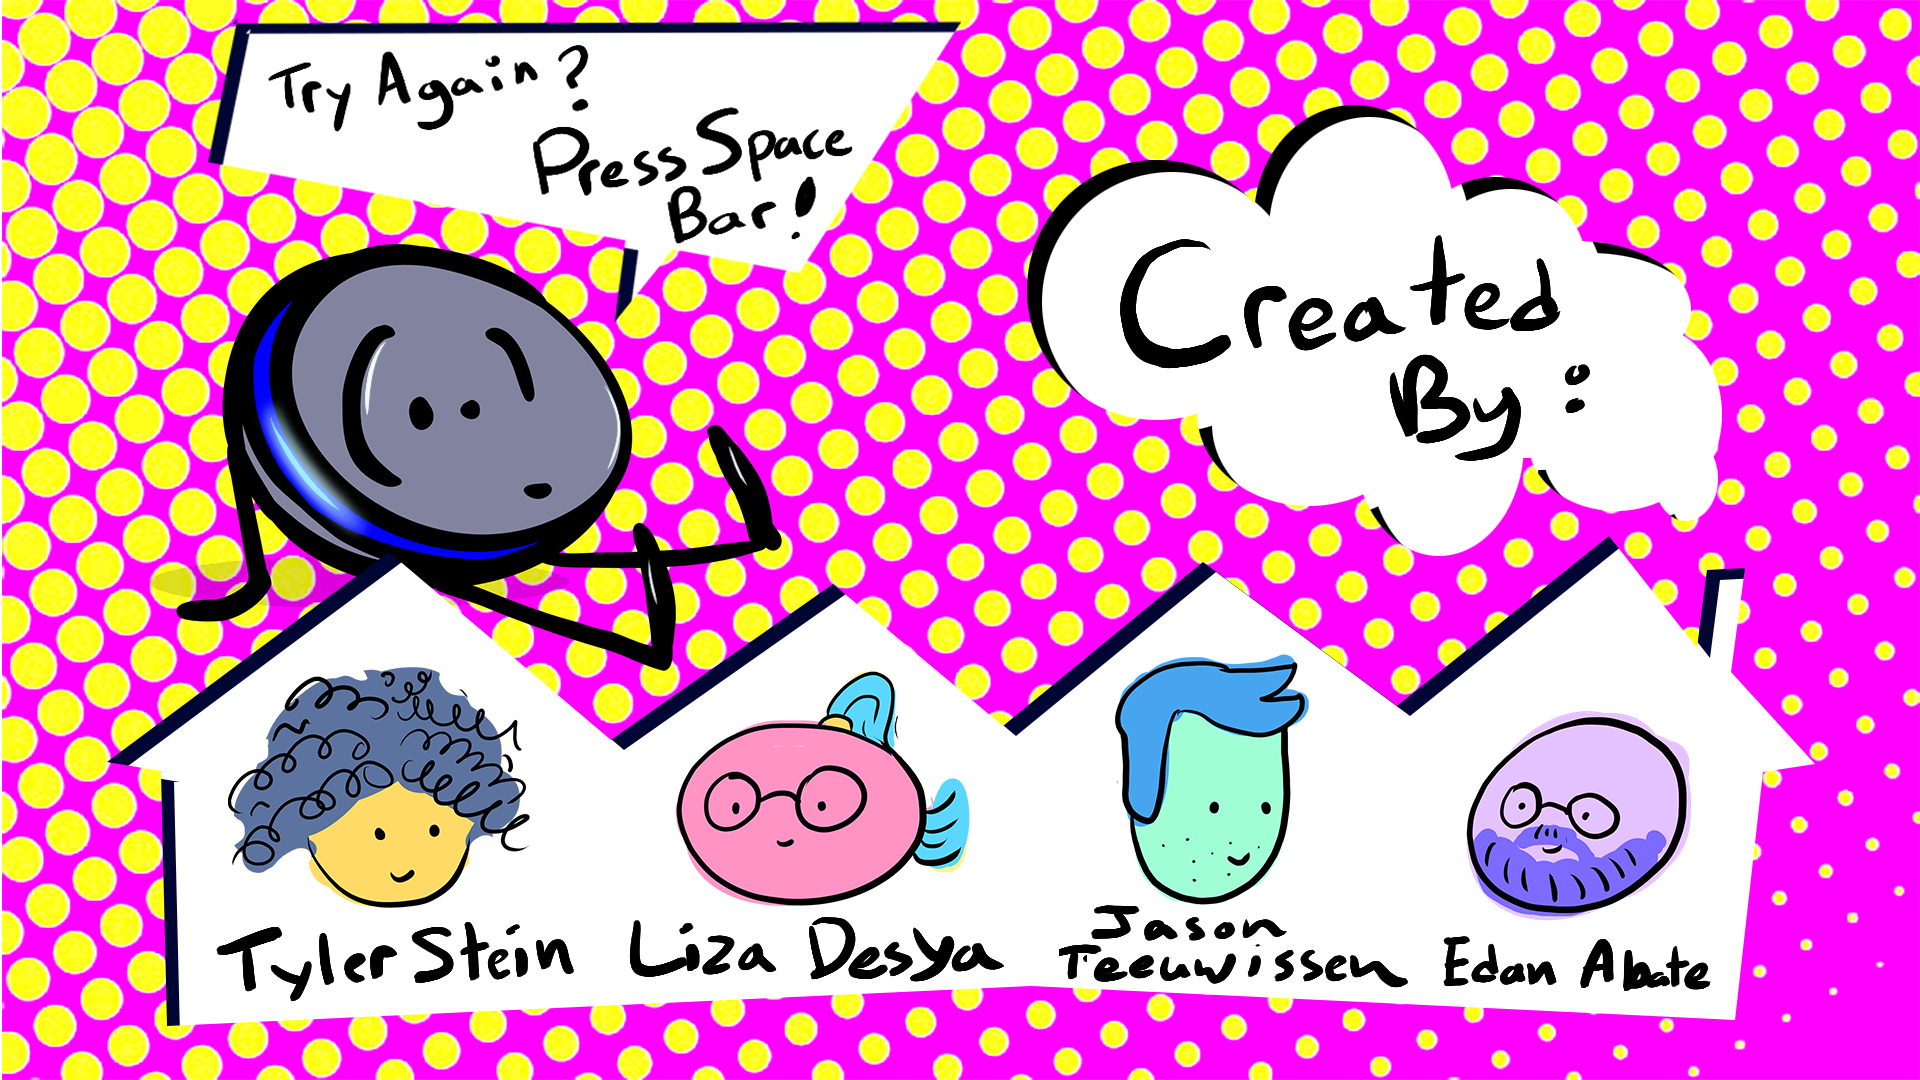 Try Again?
Press Space
Bar!
Created
By:
Tyler Stein
Liza Desya
Jason
Teeuwissen
Edan Abate